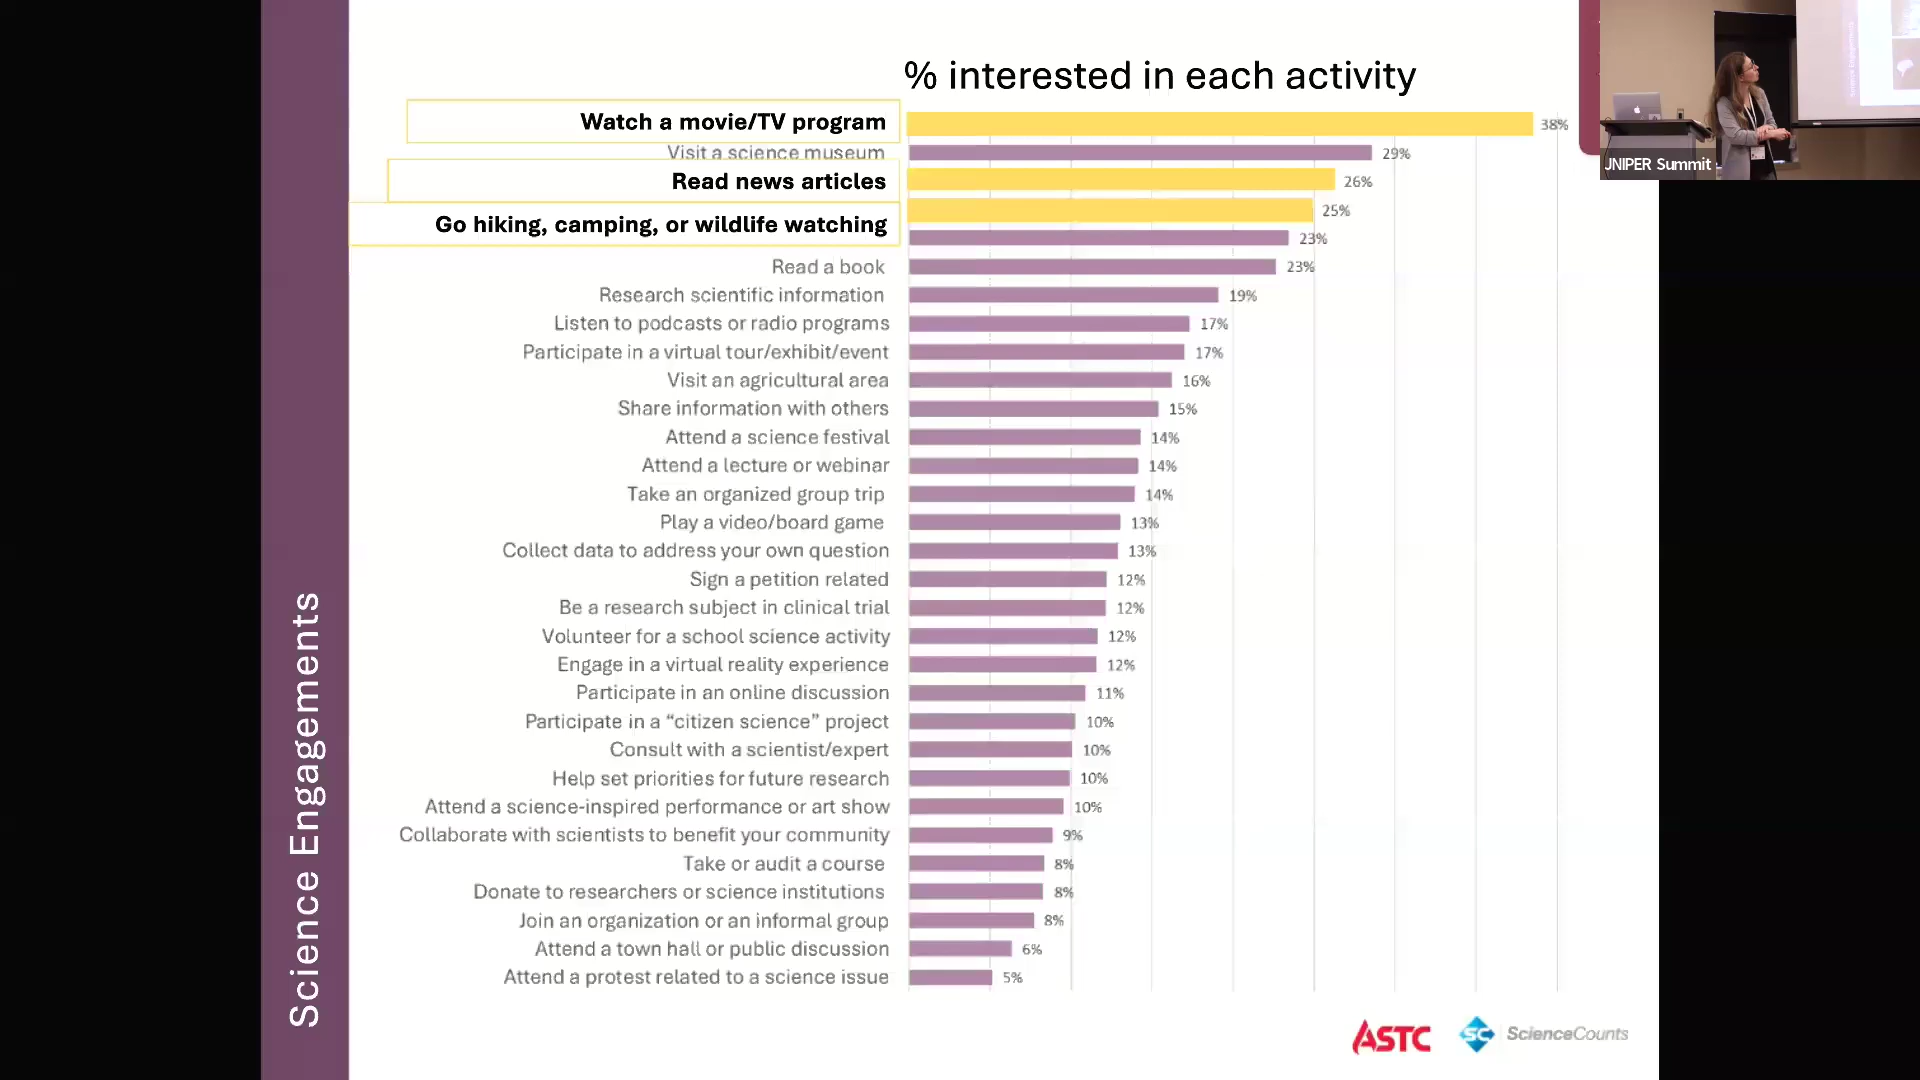 % interested in each activity
Watch a movie/TV program 38%
Visit a science museum 29%
Read news articles 26%
Go hiking, camping, or wildlife watching 25%
23%
Read a book 23%
Research scientific information 19%
Listen to podcasts or radio programs 17%
Participate in a virtual tour/exhibit/event 17%
Visit an agricultural area 16%
Share information with others 15%
Attend a science festival 14%
Attend a lecture or webinar 14%
Take an organized group trip 14%
Play a video/board game 13%
Collect data to address your own question 13%
Sign a petition related 12%
Be a research subject in clinical trial 12%
Volunteer for a school science activity 12%
Engage in a virtual reality experience 12%
Participate in an online discussion 11%
Participate in a “citizen science” project 10%
Consult with a scientist/expert 10%
Help set priorities for future research 10%
Attend a science-inspired performance or art show 10%
Collaborate with scientists to benefit your community 9%
Take or audit a course 8%
Donate to researchers or science institutions 8%
Join an organization or an informal group 8%
Attend a town hall or public discussion 6%
Attend a protest related to a science issue 5%
Science Engagements
ASTC
SC ScienceCounts
JNIPER Summit